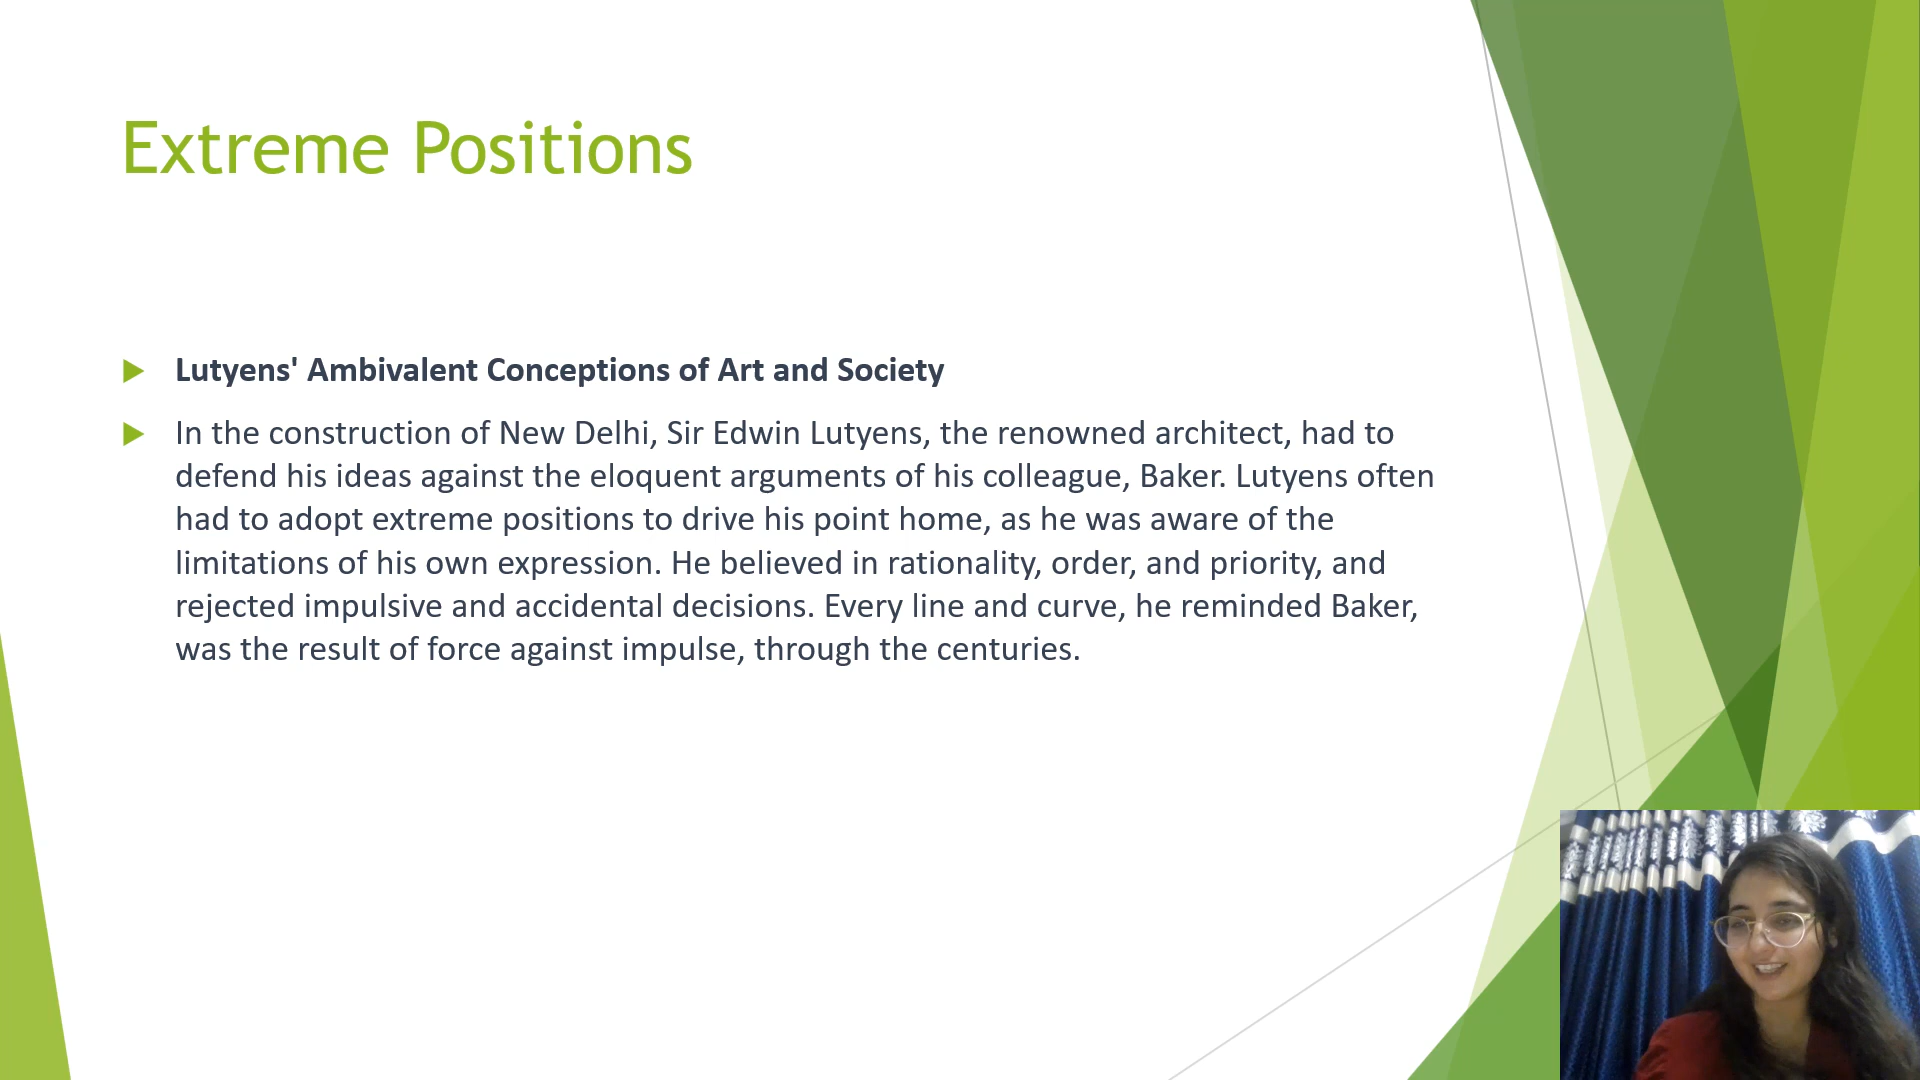 Extreme Positions
Lutyens' Ambivalent Conceptions of Art and Society
In the construction of New Delhi, Sir Edwin Lutyens, the renowned architect, had to
defend his ideas against the eloquent arguments of his colleague, Baker. Lutyens often
had to adopt extreme positions to drive his point home, as he was aware of the
limitations of his own expression. He believed in rationality, order, and priority, and
rejected impulsive and accidental decisions. Every line and curve, he reminded Baker,
was the result of force against impulse, through the centuries.